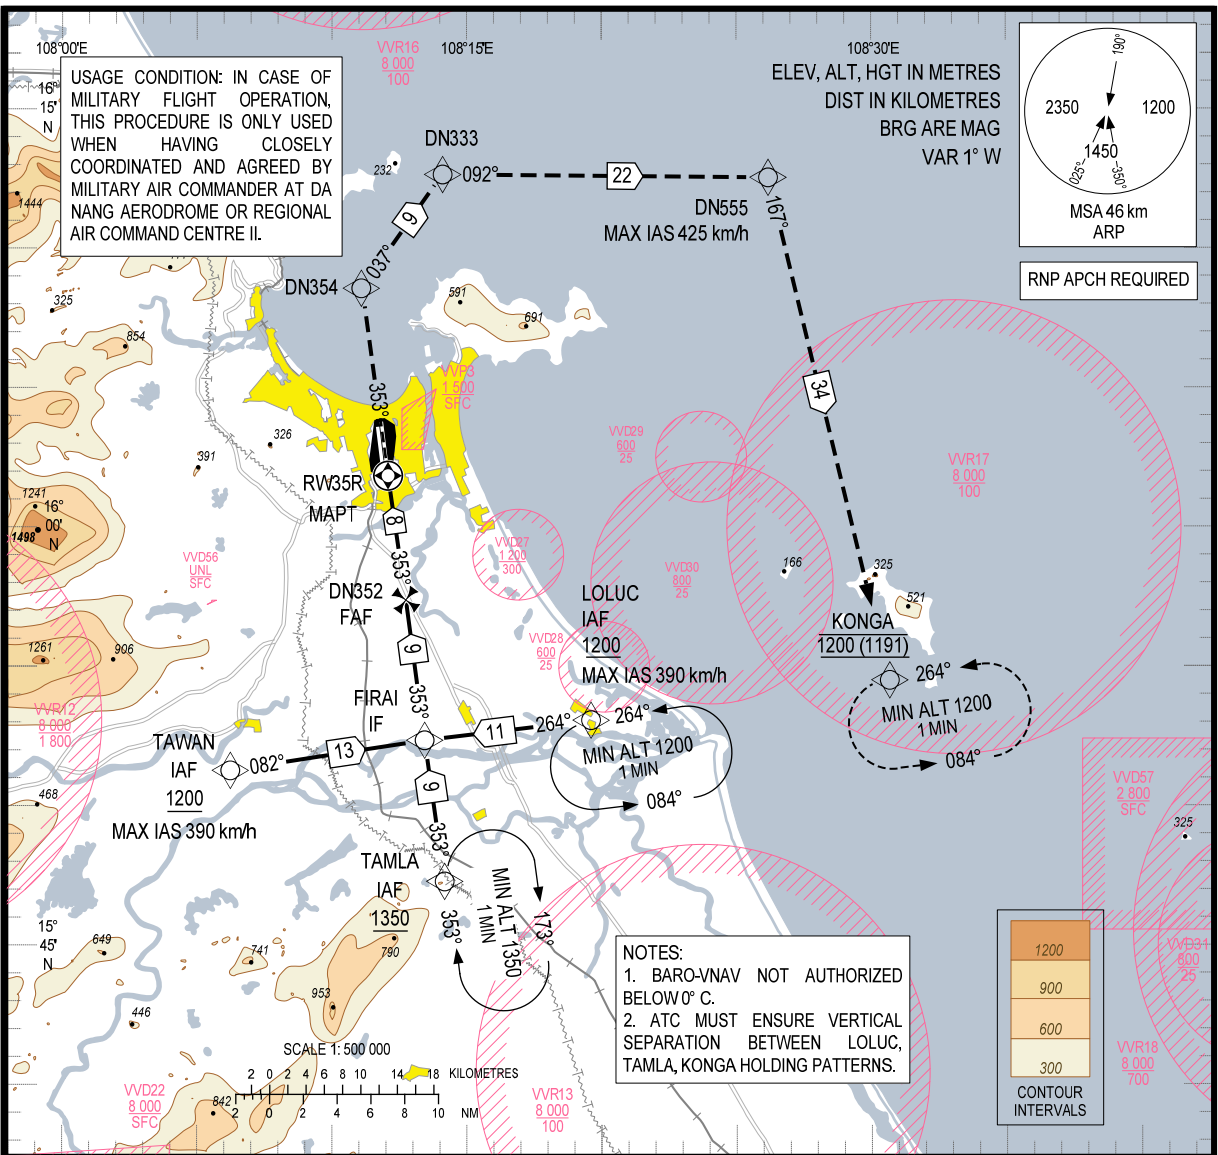 108°00'E
108°15'E
108°30'E
16°
15'
N
USAGE CONDITION: IN CASE OF
MILITARY FLIGHT OPERATION,
THIS PROCEDURE IS ONLY USED
WHEN HAVING CLOSELY
COORDINATED AND AGREED BY
MILITARY AIR COMMANDER AT DA
NANG AERODROME OR REGIONAL
AIR COMMAND CENTRE II.
VVR16
8 000
100
ELEV, ALT, HGT IN METRES
DIST IN KILOMETRES
BRG ARE MAG
VAR 1° W
190°
2350
1200
1450
025°
350°
MSA 46 km
ARP
RNP APCH REQUIRED
DN333
092°
22
232
DN555
MAX IAS 425 km/h
167°
9
037°
DN354
1444
325
854
591
691
34
353°
VVP3
1 500
SFC
326
391
VVD29
600
25
VVR17
8 000
100
RW35R
MAPT
1241
16°
00'
N
1498
8
353°
VVD56
UNL
SFC
VVD27
1 200
300
VVD30
800
25
166
325
521
DN352
FAF
LOLUC
IAF
1200
MAX IAS 390 km/h
KONGA
1200 (1191)
VVD28
600
25
1261
906
9
353°
264°
MIN ALT 1200
1 MIN
084°
FIRAI
IF
VVR12
8 000
1 800
11
264°
264°
MIN ALT 1200
1 MIN
084°
TAWAN
IAF
1200
MAX IAS 390 km/h
082°
13
468
9
353°
TAMLA
IAF
1350
353°
MIN ALT 1350
1 MIN
173°
VVD57
2 800
SFC
325
15°
45'
N
649
741
790
953
446
842
NOTES:
1. BARO-VNAV NOT AUTHORIZED
BELOW 0° C.
2. ATC MUST ENSURE VERTICAL
SEPARATION BETWEEN LOLUC,
TAMLA, KONGA HOLDING PATTERNS.
VVD31
600
25
1200
900
600
300
CONTOUR
INTERVALS
VVR18
8 000
700
SCALE 1: 500 000
2 0 2 4 6 8 10 14 18 KILOMETRES
2 0 2 4 6 8 10 NM
VVD22
8 000
SFC
VVR13
8 000
100